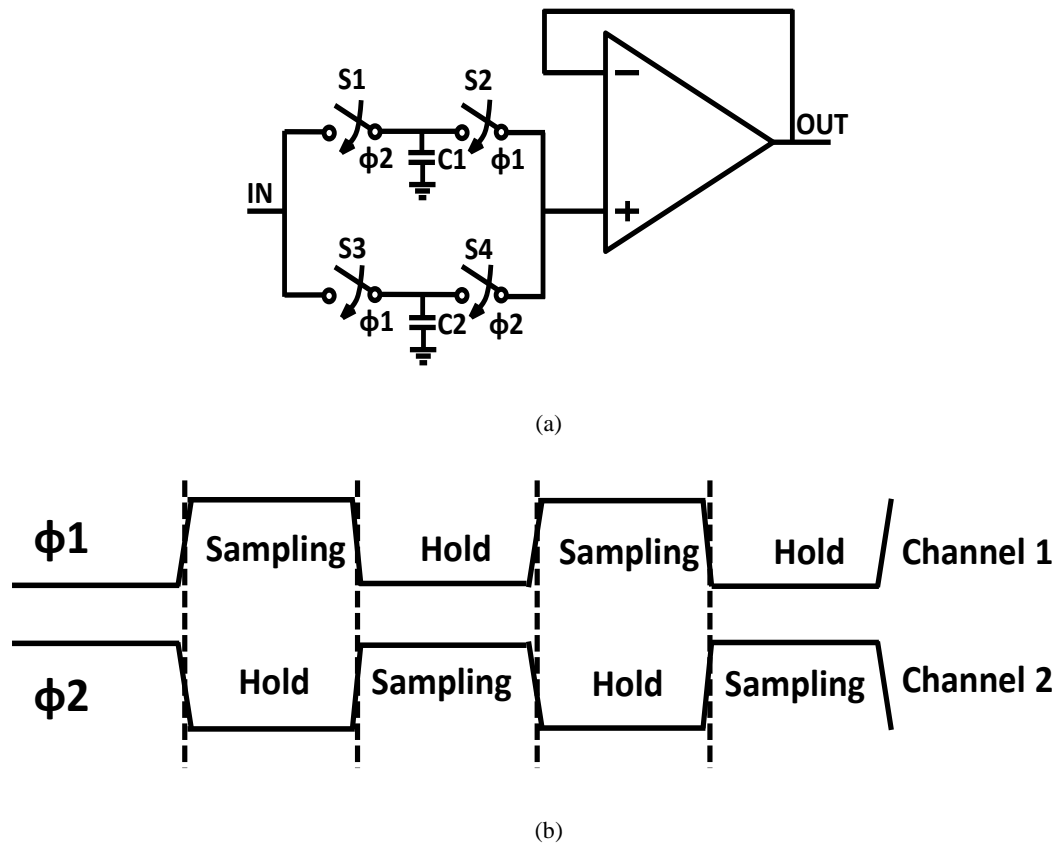 S1
S2
OUT
ϕ2
C1
ϕ1
IN
S3
S4
ϕ1
C2
ϕ2
−
+
(a)
ϕ1
Sampling
Hold
Sampling
Hold
Channel 1
ϕ2
Hold
Sampling
Hold
Sampling
Channel 2
(b)